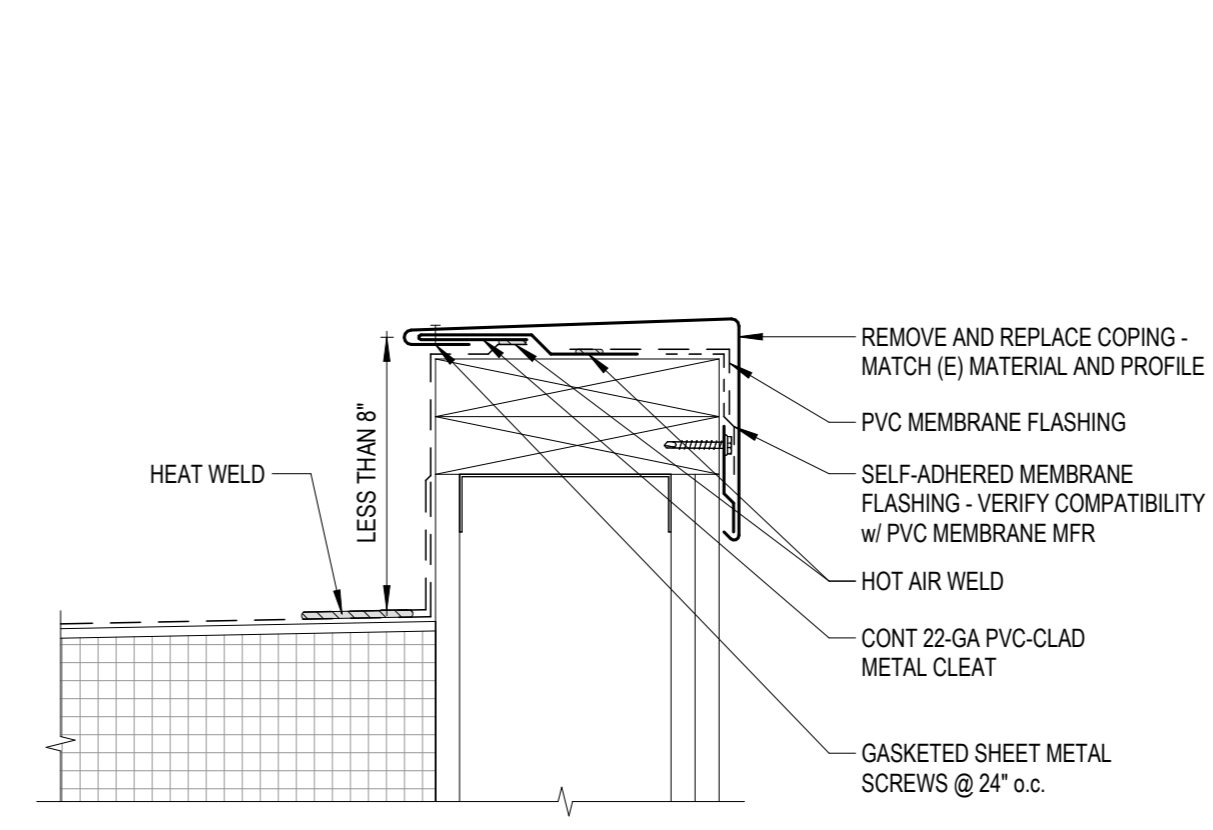 REMOVE AND REPLACE COPING -
MATCH (E) MATERIAL AND PROFILE
PVC MEMBRANE FLASHING
HEAT WELD
LESS THAN 8"
SELF-ADHERED MEMBRANE
FLASHING - VERIFY COMPATIBILITY
w/ PVC MEMBRANE MFR
HOT AIR WELD
CONT 22-GA PVC-CLAD
METAL CLEAT
GASKETED SHEET METAL
SCREWS @ 24" o.c.